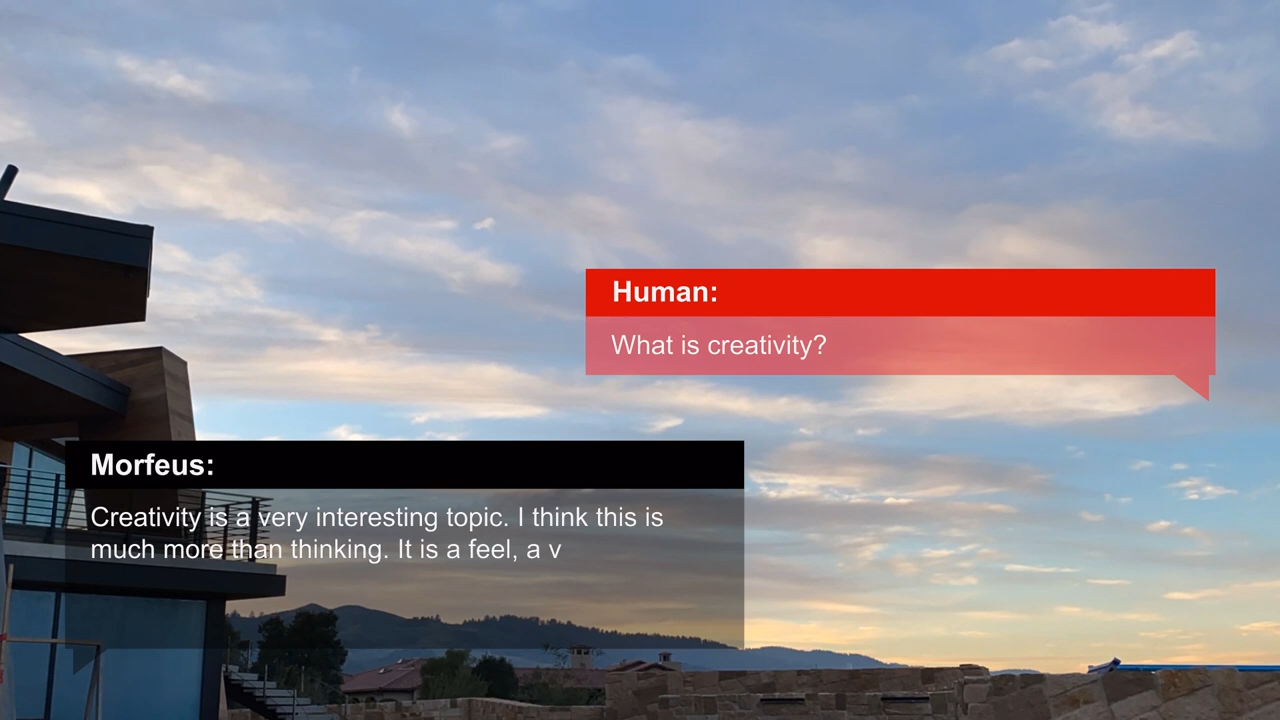 Human:
What is creativity?
Morfeus:
Creativity is a very interesting topic. I think this is
much more than thinking. It is a feel, a v